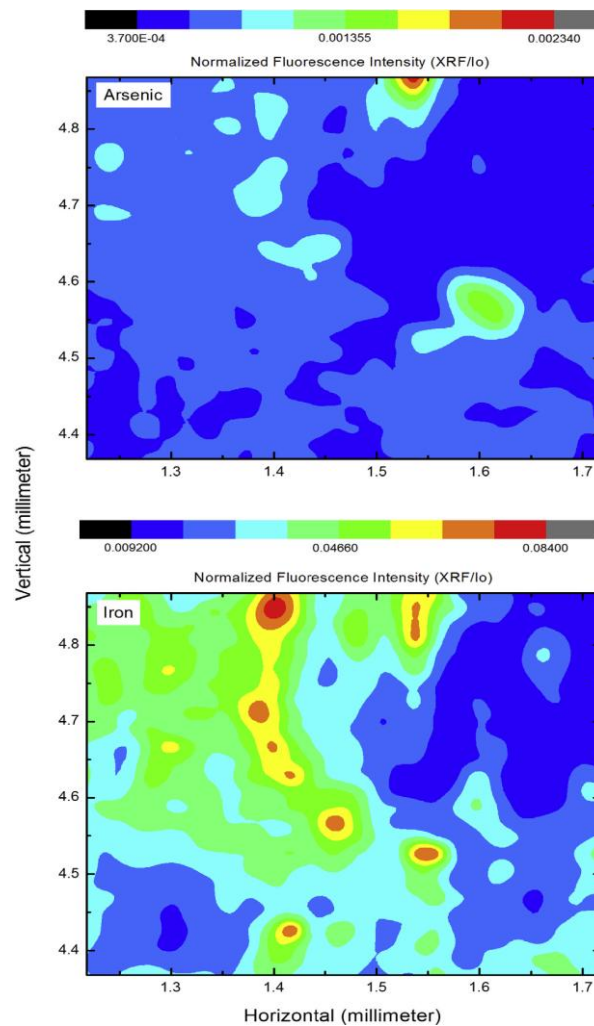 3.700E-04 0.001355 0.002340
Normalized Fluorescence Intensity (XRF/Io)
Arsenic
4.8
4.7
4.6
4.5
4.4
1.3 1.4 1.5 1.6 1.7
Vertical (millimeter)
0.009200 0.04660 0.08400
Normalized Fluorescence Intensity (XRF/Io)
Iron
4.8
4.7
4.6
4.5
4.4
1.3 1.4 1.5 1.6 1.7
Horizontal (millimeter)